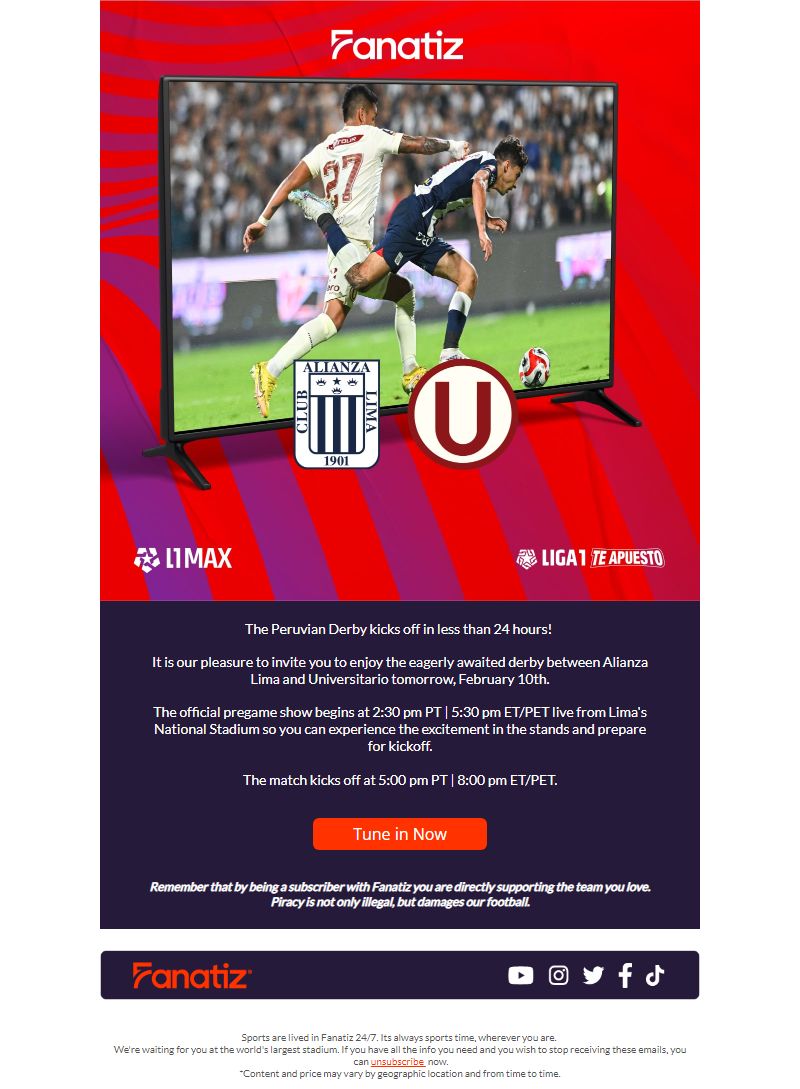 Fanatiz
TOUR
27
CLUB
ALIANZA
LIMA
1901
U
L1 MAX
LIGA 1 TE APUESTO
The Peruvian Derby kicks off in less than 24 hours!
It is our pleasure to invite you to enjoy the eagerly awaited derby between Alianza
Lima and Universitario tomorrow, February 10th.
The official pregame show begins at 2:30 pm PT | 5:30 pm ET/PET live from Lima's
National Stadium so you can experience the excitement in the stands and prepare
for kickoff.
The match kicks off at 5:00 pm PT | 8:00 pm ET/PET.
Tune in Now
Remember that by being a subscriber with Fanatiz you are directly supporting the team you love.
Piracy is not only illegal, but damages our football.
Fanatiz
Sports are lived in Fanatiz 24/7. Its always sports time, wherever you are.
We're waiting for you at the world's largest stadium. If you have all the info you need and you wish to stop receiving these emails, you
can unsubscribe now.
*Content and price may vary by geographic location and from time to time.